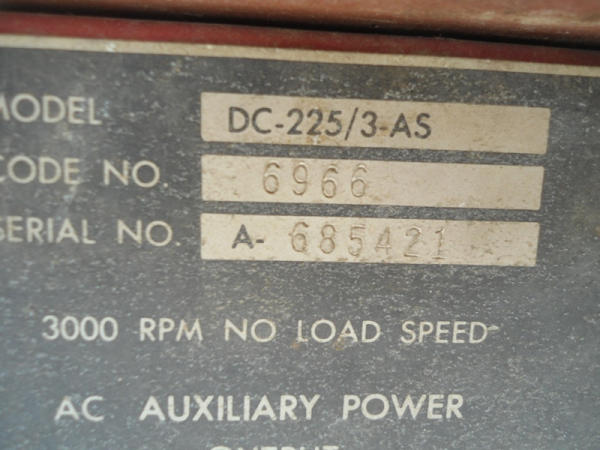 MODEL DC-225/3-AS
CODE NO. 6966
SERIAL NO. A- 685421
3000 RPM NO LOAD SPEED
AC AUXILIARY POWER
OUTPUT